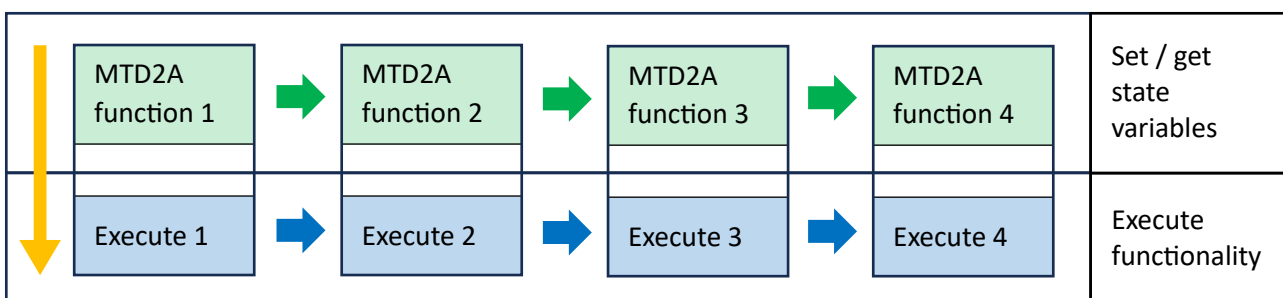 MTD2A
function 1
MTD2A
function 2
MTD2A
function 3
MTD2A
function 4
Set / get
state
variables
Execute 1
Execute 2
Execute 3
Execute 4
Execute
functionality